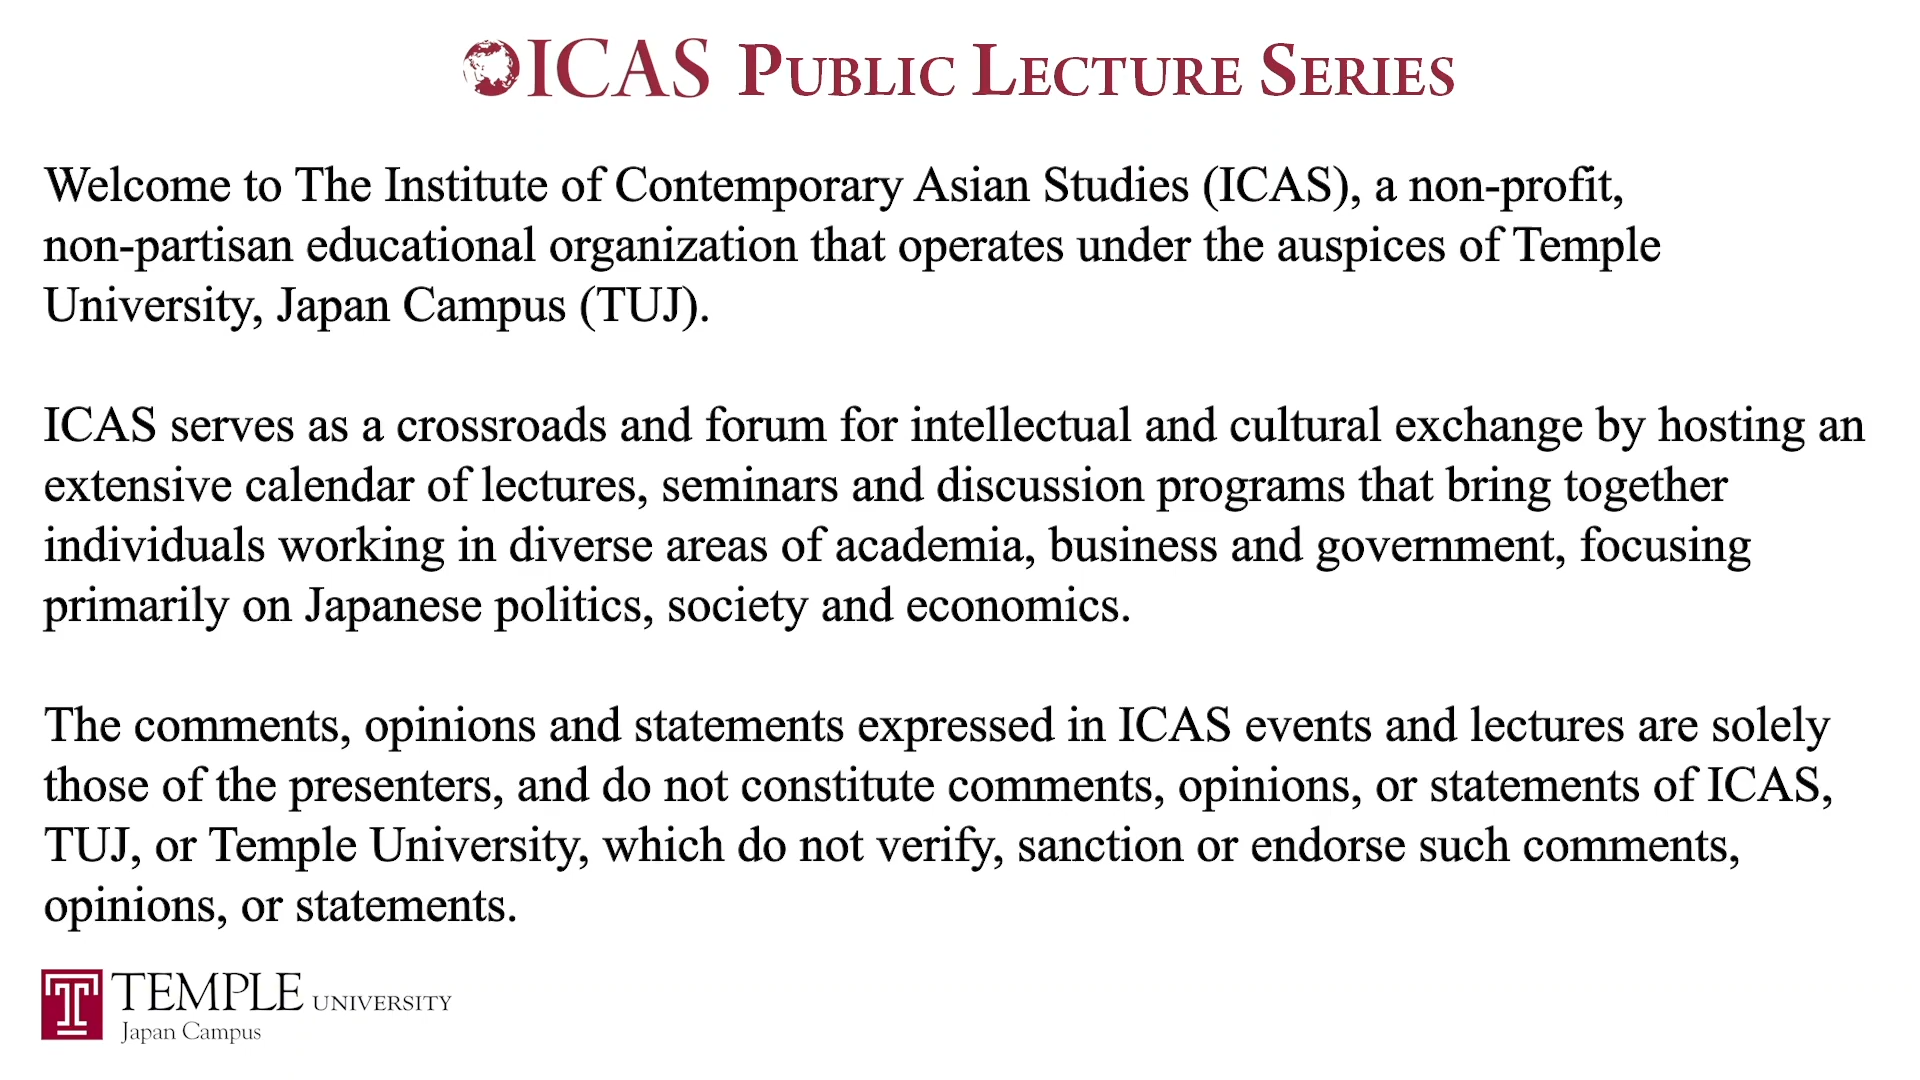 ICAS PUBLIC LECTURE SERIES
Welcome to The Institute of Contemporary Asian Studies (ICAS), a non-profit,
non-partisan educational organization that operates under the auspices of Temple
University, Japan Campus (TUJ).
ICAS serves as a crossroads and forum for intellectual and cultural exchange by hosting an
extensive calendar of lectures, seminars and discussion programs that bring together
individuals working in diverse areas of academia, business and government, focusing
primarily on Japanese politics, society and economics.
The comments, opinions and statements expressed in ICAS events and lectures are solely
those of the presenters, and do not constitute comments, opinions, or statements of ICAS,
TUJ, or Temple University, which do not verify, sanction or endorse such comments,
opinions, or statements.
T TEMPLE UNIVERSITY
Japan Campus